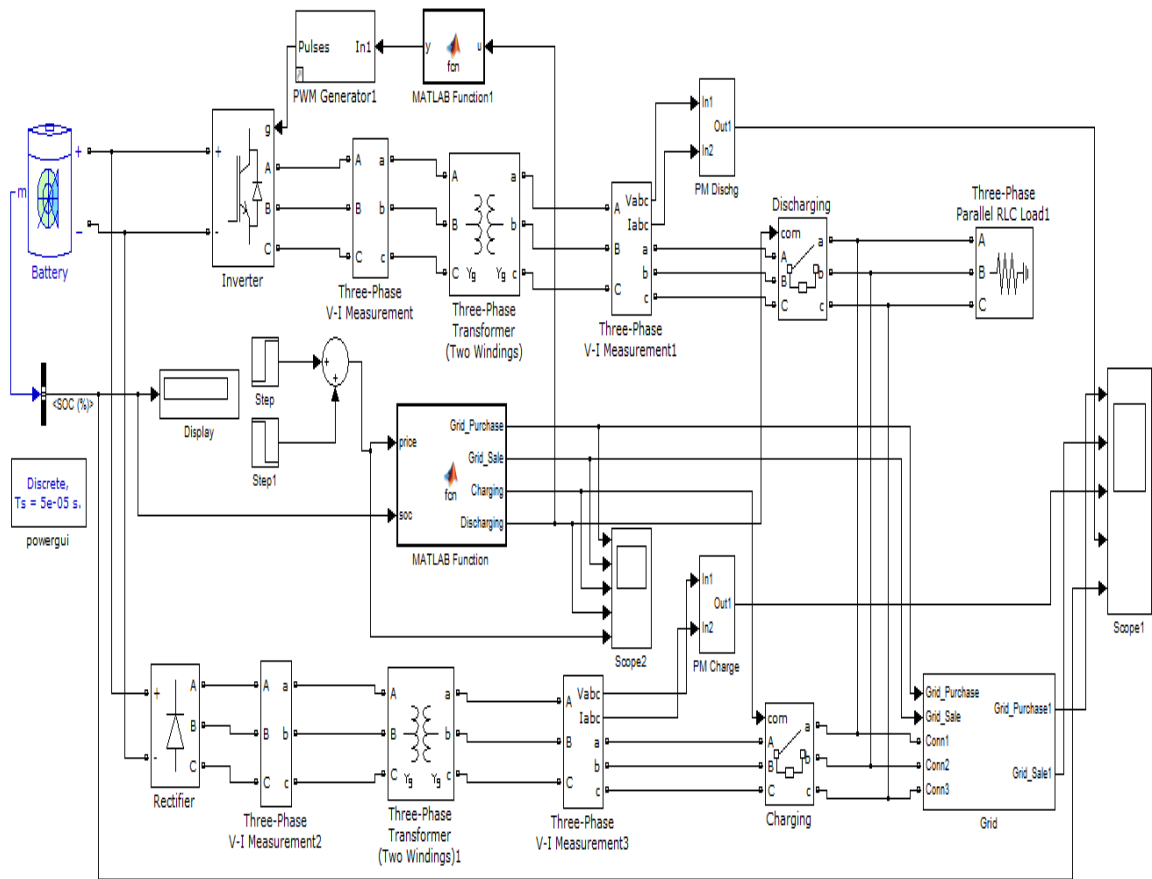 Pulses
In1
PWM Generator1
y
fcn
u
MATLAB Function1
In1
In2
Out1
PM Dischg
m
+
-
Battery
+
-
g
A
B
C
Inverter
A
B
C
a
b
c
Three-Phase
V-I Measurement
A
B
C
a
b
c
Yg
Yg
Three-Phase
Transformer
(Two Windings)
A
B
C
Vabc
Iabc
a
b
c
Three-Phase
V-I Measurement1
Discharging
com
A
B
C
a
b
c
Three-Phase
Parallel RLC Load1
A
B
C
<SOC (%)>
Display
Step
Step1
+
+
price
soc
fcn
Grid_Purchase
Grid_Sale
Charging
Discharging
MATLAB Function
Scope2
In1
In2
Out1
PM Charge
Scope1
Discrete,
Ts = 5e-05 s.
powergui
+
-
A
B
C
Rectifier
A
B
C
a
b
c
Three-Phase
V-I Measurement2
A
B
C
a
b
c
Yg
Yg
Three-Phase
Transformer
(Two Windings)1
A
B
C
Vabc
Iabc
a
b
c
Three-Phase
V-I Measurement3
com
A
B
C
a
b
c
Charging
Grid_Purchase
Grid_Sale
Conn1
Conn2
Conn3
Grid_Purchase1
Grid_Sale1
Grid